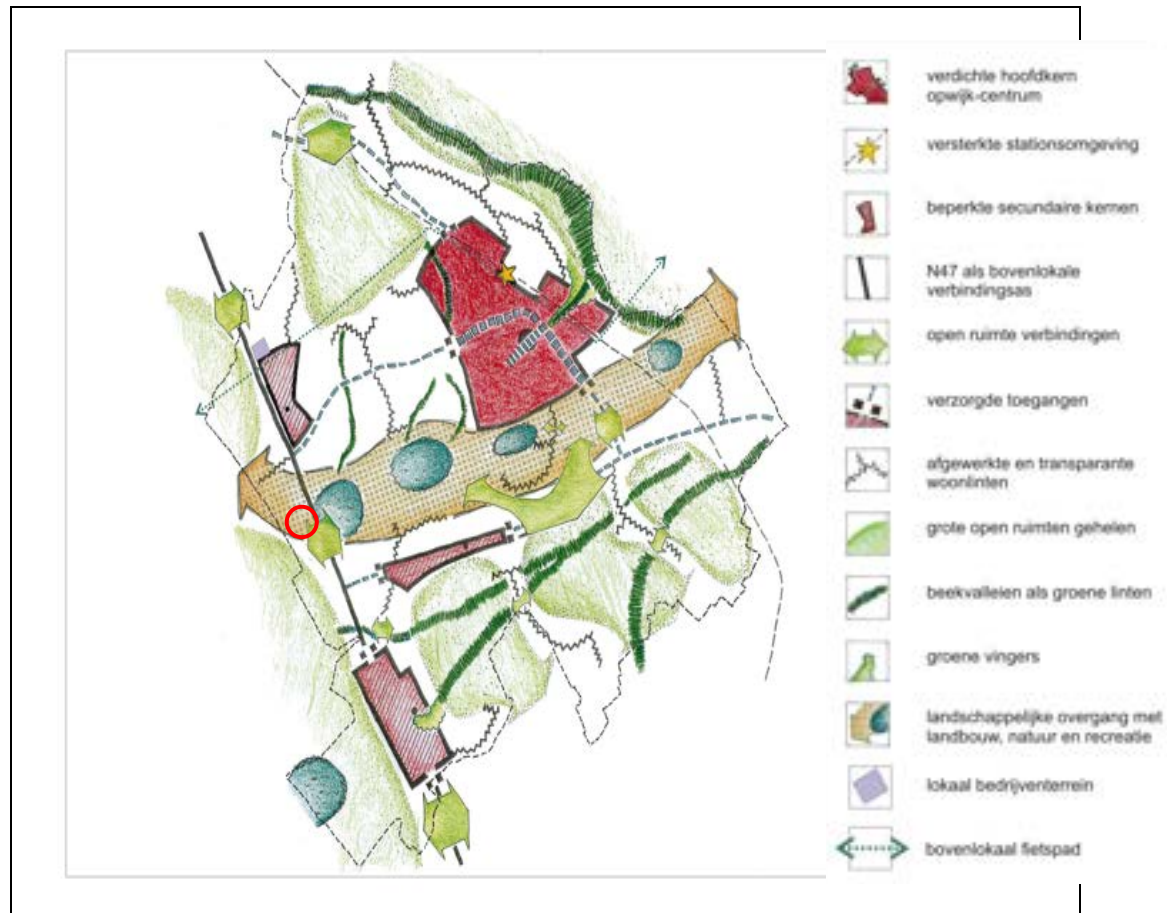 verdichte hoofdkern
opwijk-centrum
versterkte stationsomgeving
beperkte secundaire kernen
N47 als bovenlokale
verbindingsas
open ruimte verbindingen
verzorgde toegangen
afgewerkte en transparante
woonlinten
grote open ruimten gehelen
beekvalleien als groene linten
groene vingers
landschappelijke overgang met
landbouw, natuur en recreatie
lokaal bedrijventerrein
bovenlokaal fietspad